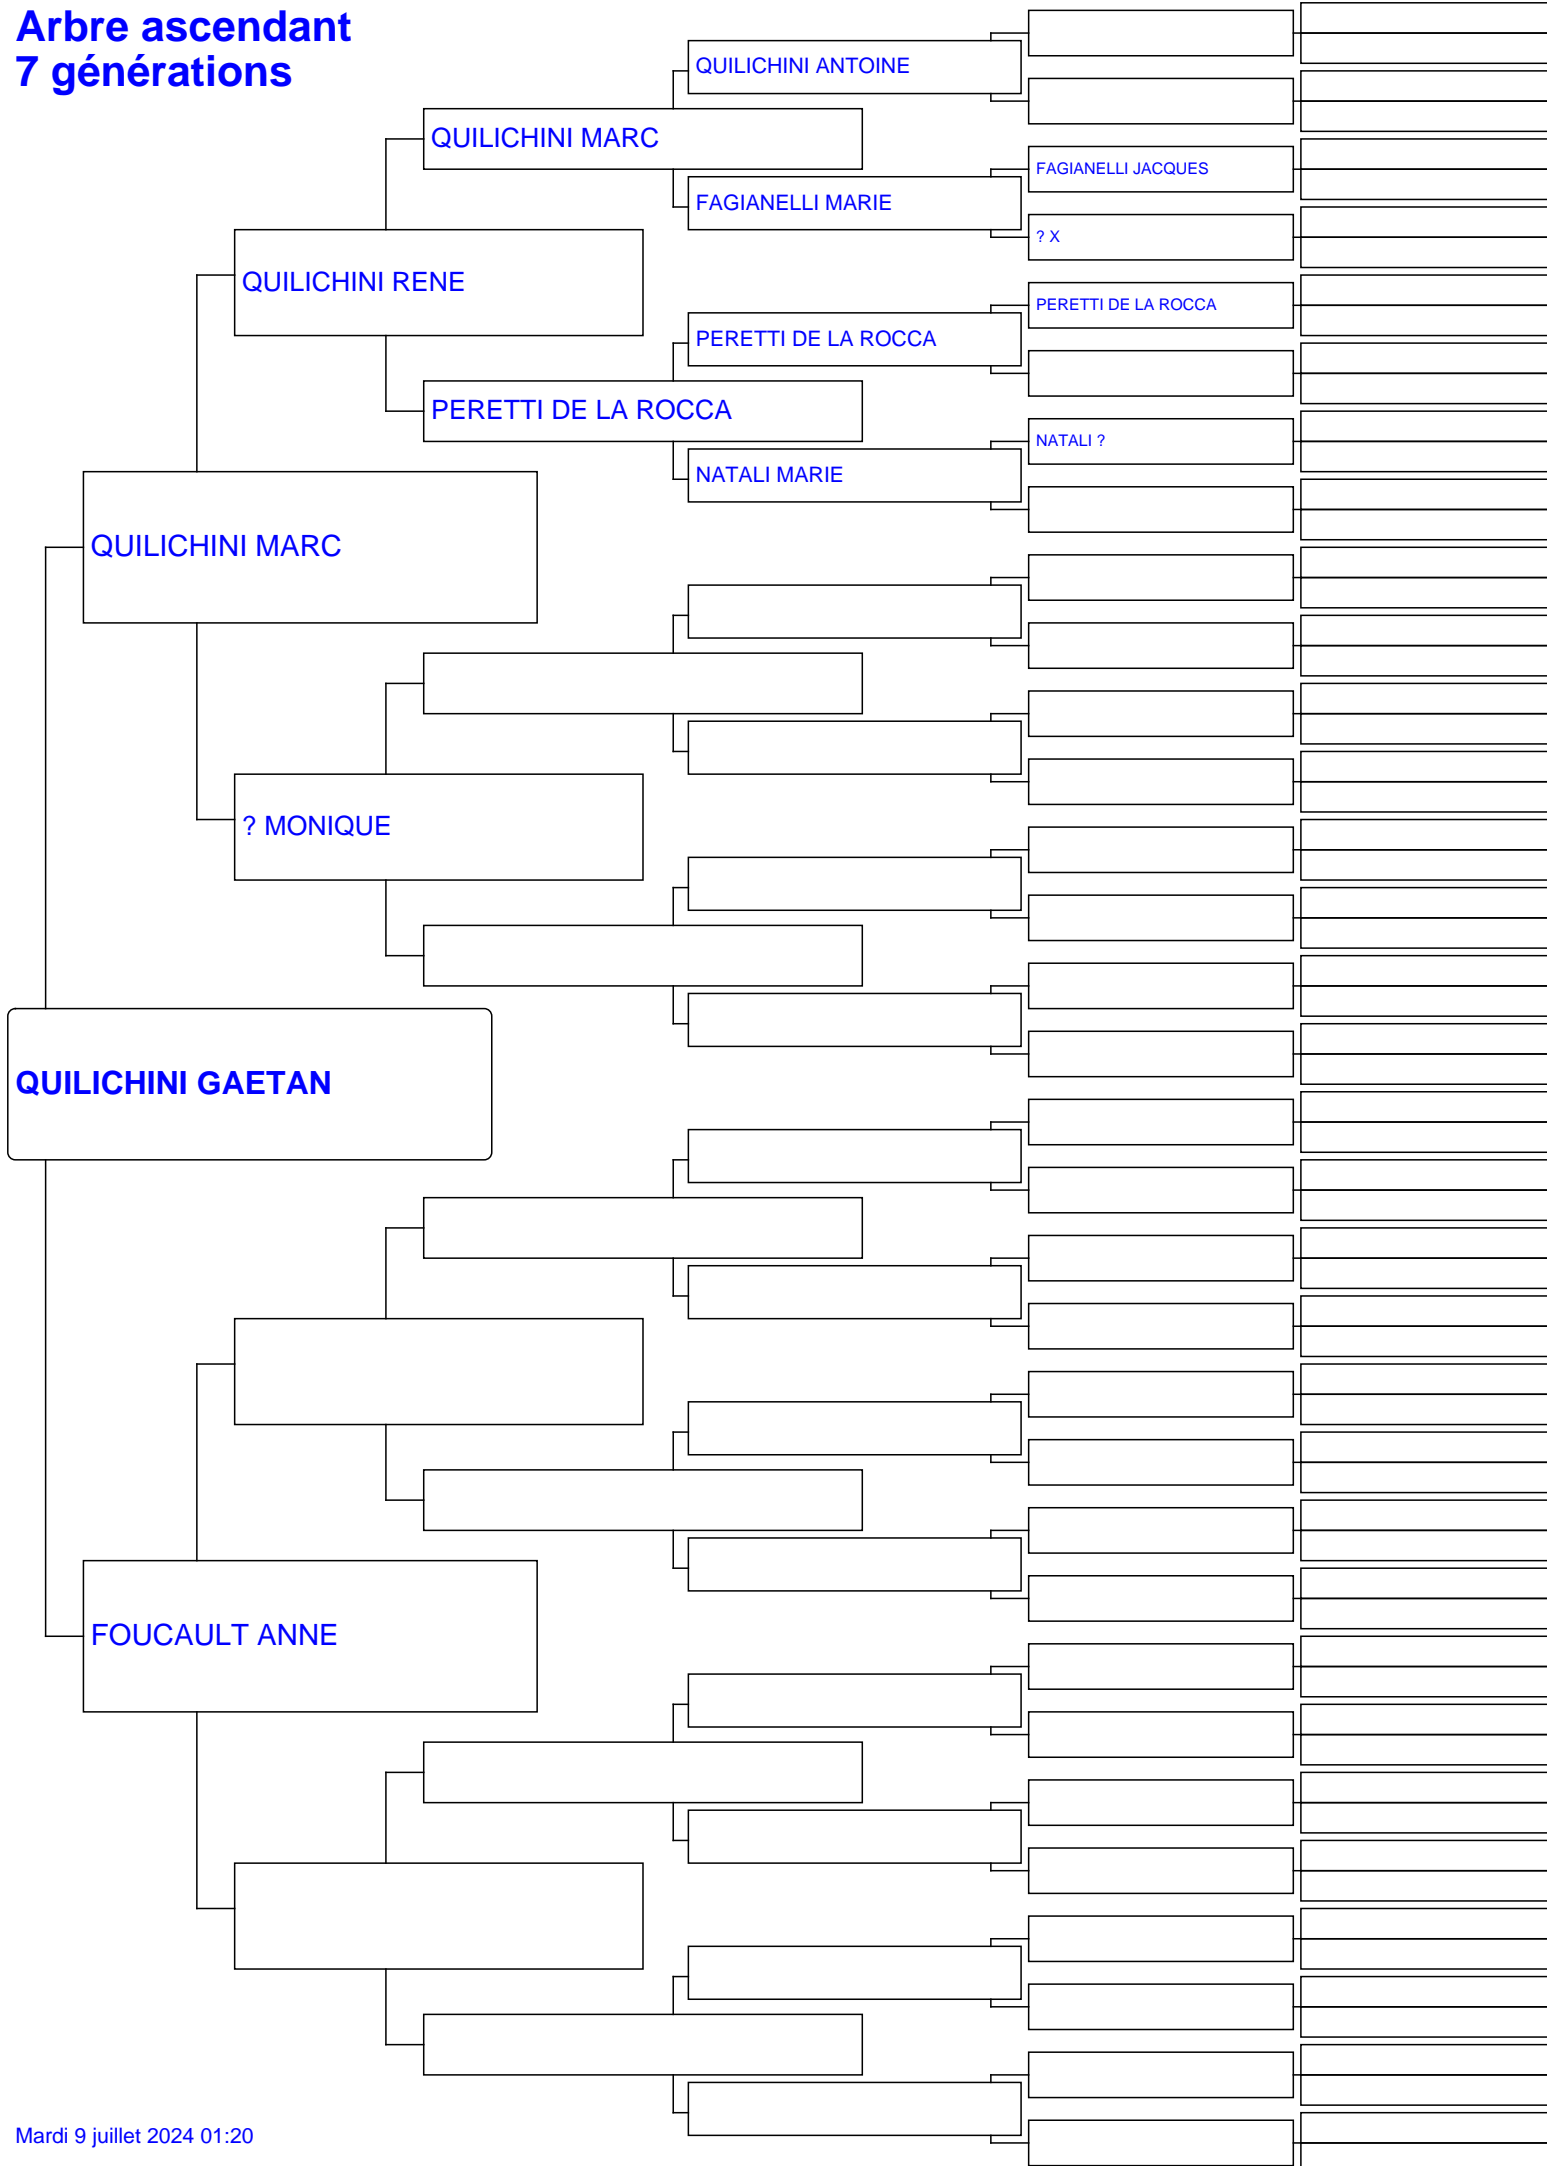 Arbre ascendant
7 générations
QUILICHINI ANTOINE
QUILICHINI MARC
FAGIANELLI JACQUES
FAGIANELLI MARIE
? X
QUILICHINI RENE
PERETTI DE LA ROCCA
PERETTI DE LA ROCCA
PERETTI DE LA ROCCA
NATALI ?
NATALI MARIE
QUILICHINI MARC
? MONIQUE
QUILICHINI GAETAN
FOUCAULT ANNE
Mardi 9 juillet 2024 01:20